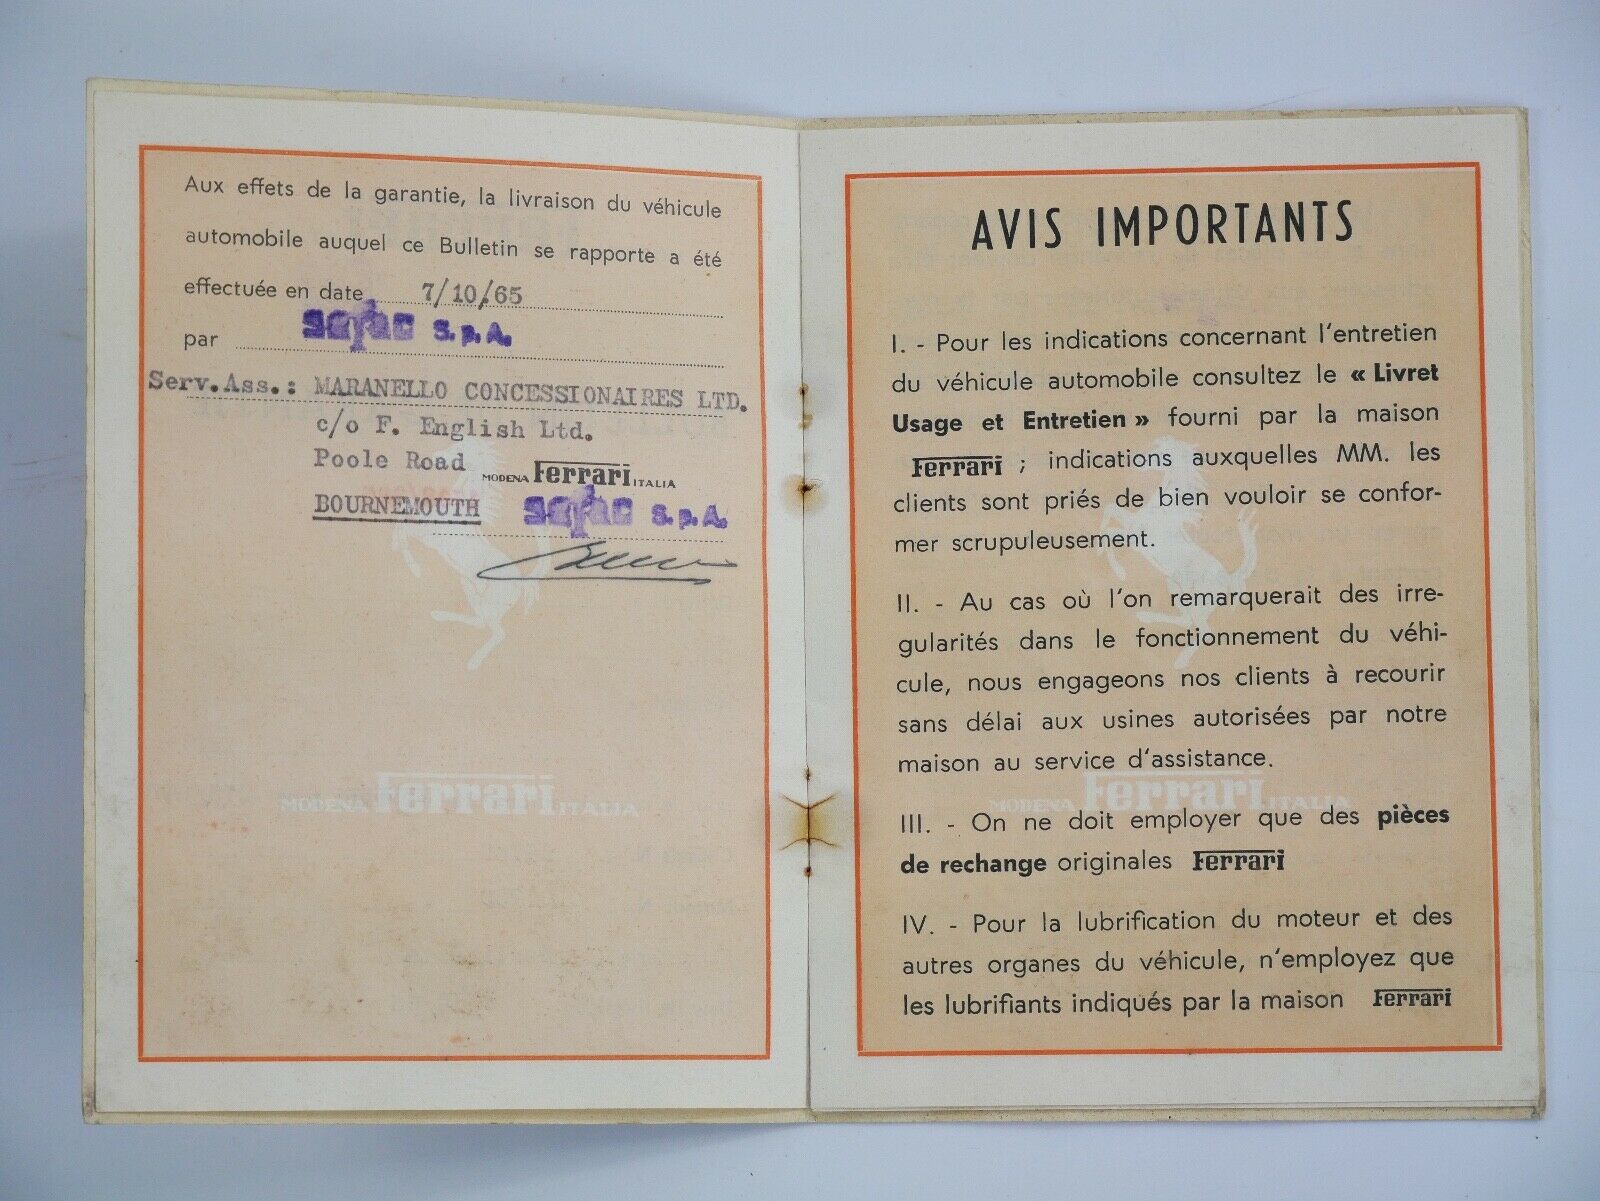 Aux effets de la garantie, la livraison du véhicule
automobile auquel ce Bulletin se rapporte a été
effectuée en date 7/10/65
par S.p.A.
Serv.Ass.: MARANELLO CONCESSIONAIRES LTD.
c/o F. English Ltd.
Poole Road
MODENA Ferrari ITALIA
BOURNEMOUTH S.p.A.
MODENA Ferrari ITALIA
AVIS IMPORTANTS
I. - Pour les indications concernant l'entretien
du véhicule automobile consultez le « Livret
Usage et Entretien » fourni par la maison
Ferrari ; indications auxquelles MM. les
clients sont priés de bien vouloir se confor-
mer scrupuleusement.
II. - Au cas où l'on remarquerait des irre-
gularités dans le fonctionnement du véhi-
cule, nous engageons nos clients à recourir
sans délai aux usines autorisées par notre
maison au service d'assistance.
MODENA Ferrari ITALIA
III. - On ne doit employer que des pièces
de rechange originales Ferrari
IV. - Pour la lubrification du moteur et des
autres organes du véhicule, n'employez que
les lubrifiants indiqués par la maison Ferrari